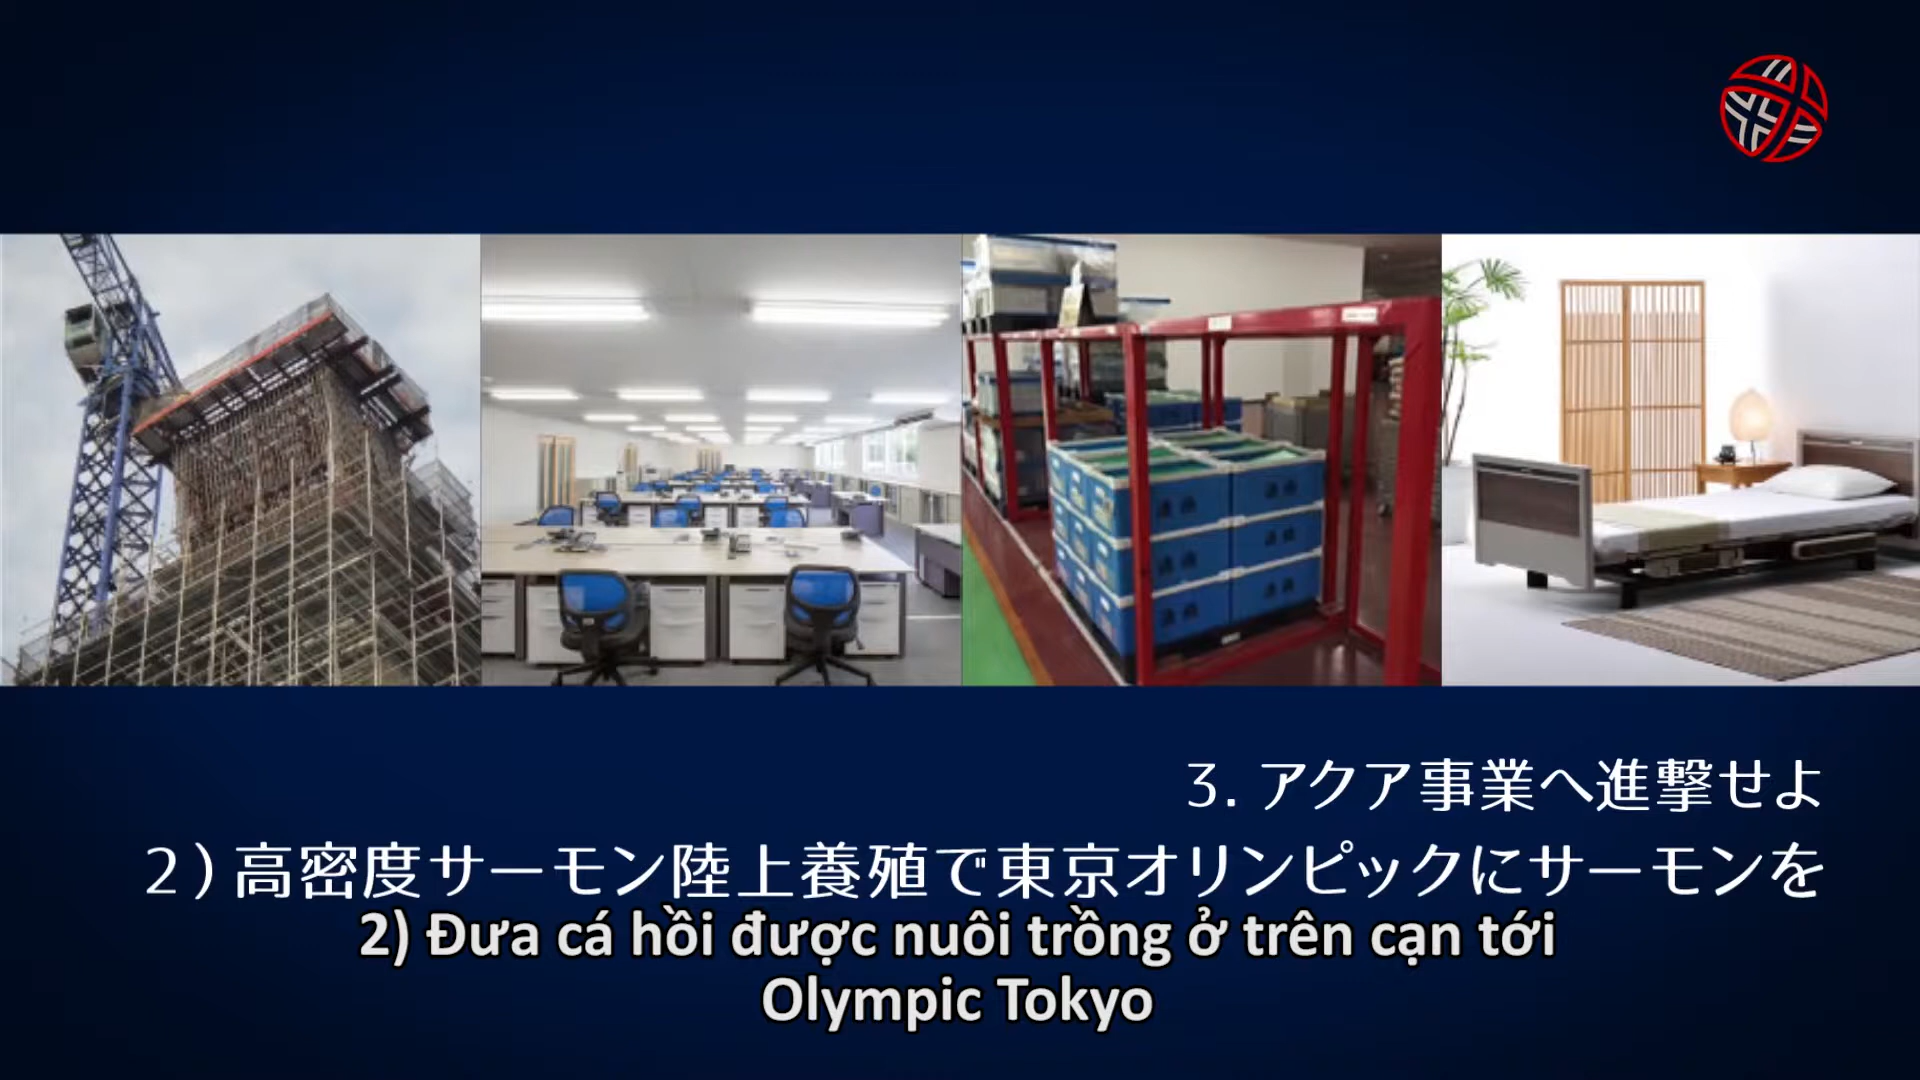 3. アクア事業へ進撃せよ
2）高密度サーモン陸上養殖で東京オリンピックにサーモンを
2) Đưa cá hồi được nuôi trồng ở trên cạn tới
Olympic Tokyo